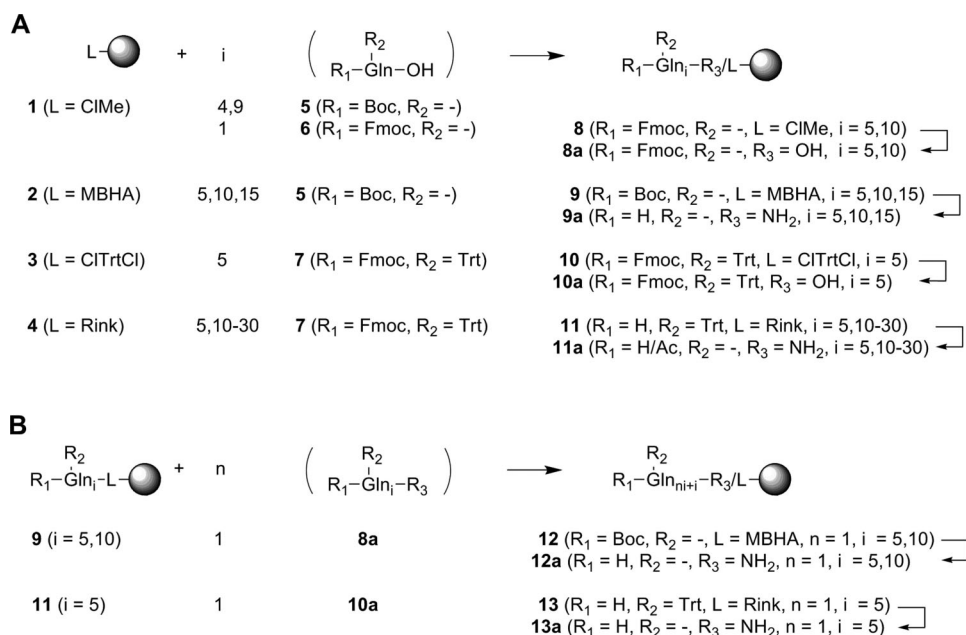 A
L + i ( R2 )
R1–Gln–OH
R2
R1–Glni–R3/L
1 (L = ClMe) 4,9 5 (R1 = Boc, R2 = -)
1 6 (R1 = Fmoc, R2 = -) 8 (R1 = Fmoc, R2 = -, L = ClMe, i = 5,10)
8a (R1 = Fmoc, R2 = -, R3 = OH, i = 5,10)
2 (L = MBHA) 5,10,15 5 (R1 = Boc, R2 = -) 9 (R1 = Boc, R2 = -, L = MBHA, i = 5,10,15)
9a (R1 = H, R2 = -, R3 = NH2, i = 5,10,15)
3 (L = ClTrtCl) 5 7 (R1 = Fmoc, R2 = Trt) 10 (R1 = Fmoc, R2 = Trt, L = ClTrtCl, i = 5)
10a (R1 = Fmoc, R2 = Trt, R3 = OH, i = 5)
4 (L = Rink) 5,10-30 7 (R1 = Fmoc, R2 = Trt) 11 (R1 = H, R2 = Trt, L = Rink, i = 5,10-30)
11a (R1 = H/Ac, R2 = -, R3 = NH2, i = 5,10-30)
B
R2
R1–Glni–L + n ( R2 )
R1–Glni–R3
R2
R1–Glnni+i–R3/L
9 (i = 5,10) 1 8a 12 (R1 = Boc, R2 = -, L = MBHA, n = 1, i = 5,10)
12a (R1 = H, R2 = -, R3 = NH2, n = 1, i = 5,10)
11 (i = 5) 1 10a 13 (R1 = H, R2 = Trt, L = Rink, n = 1, i = 5)
13a (R1 = H, R2 = -, R3 = NH2, n = 1, i = 5)